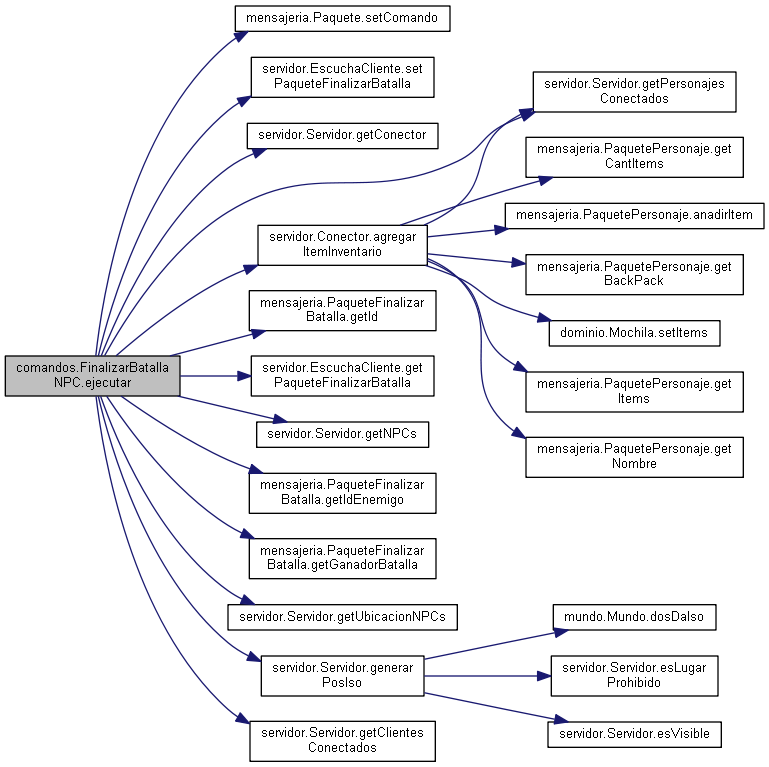 comandos.FinalizarBatalla
NPC.ejecutar
mensajeria.Paquete.setComando
servidor.EscuchaCliente.set
PaqueteFinalizarBatalla
servidor.Servidor.getConector
servidor.Conector.agregar
ItemInventario
mensajeria.PaqueteFinalizar
Batalla.getId
servidor.EscuchaCliente.get
PaqueteFinalizarBatalla
servidor.Servidor.getNPCs
mensajeria.PaqueteFinalizar
Batalla.getIdEnemigo
mensajeria.PaqueteFinalizar
Batalla.getGanadorBatalla
servidor.Servidor.getUbicacionNPCs
servidor.Servidor.generar
PosIso
servidor.Servidor.getClientes
Conectados
servidor.Servidor.getPersonajes
Conectados
mensajeria.PaquetePersonaje.get
CantItems
mensajeria.PaquetePersonaje.anadirItem
mensajeria.PaquetePersonaje.get
BackPack
dominio.Mochila.setItems
mensajeria.PaquetePersonaje.get
Items
mensajeria.PaquetePersonaje.get
Nombre
mundo.Mundo.dosDaIso
servidor.Servidor.esLugar
Prohibido
servidor.Servidor.esVisible